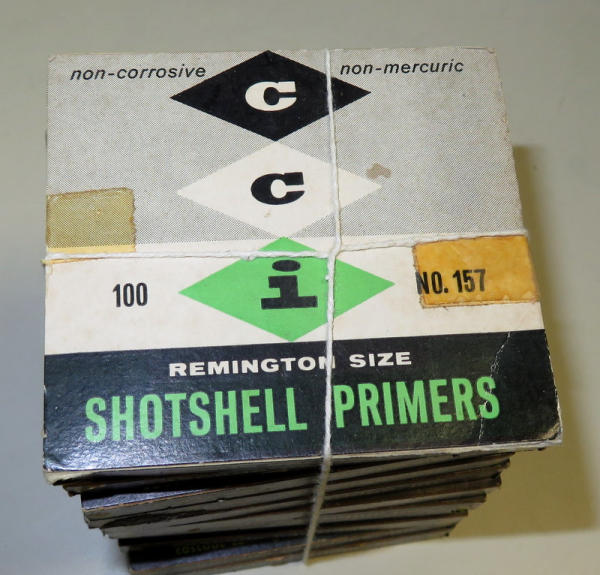 non-corrosive non-mercuric
C
C
i
100 NO. 157
REMINGTON SIZE
SHOTSHELL PRIMERS